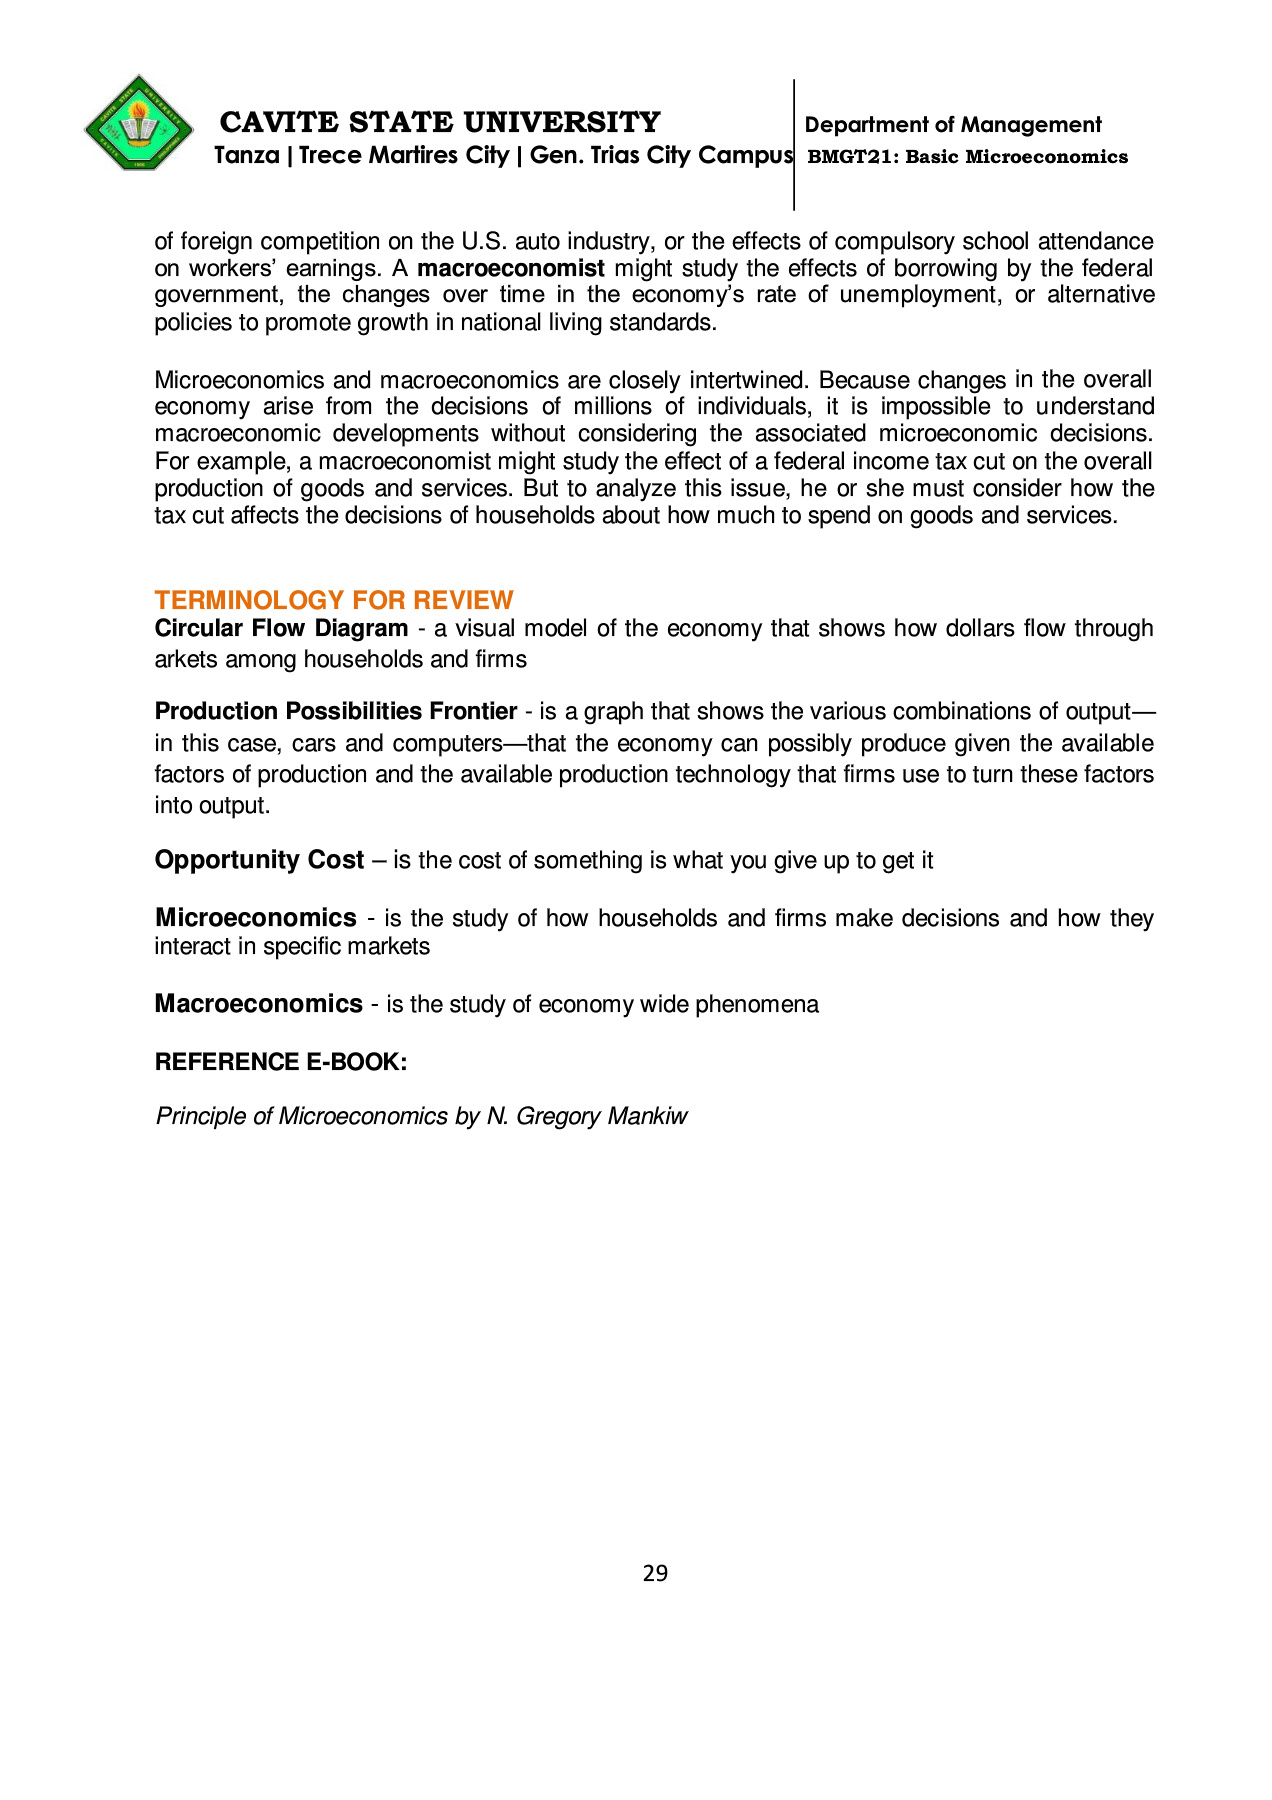 CAVITE STATE UNIVERSITY
Tanza | Trece Martires City | Gen. Trias City Campus
Department of Management
BMGT21: Basic Microeconomics
of foreign competition on the U.S. auto industry, or the effects of compulsory school attendance
on workers’ earnings. A macroeconomist might study the effects of borrowing by the federal
government, the changes over time in the economy’s rate of unemployment, or alternative
policies to promote growth in national living standards.
Microeconomics and macroeconomics are closely intertwined. Because changes in the overall
economy arise from the decisions of millions of individuals, it is impossible to understand
macroeconomic developments without considering the associated microeconomic decisions.
For example, a macroeconomist might study the effect of a federal income tax cut on the overall
production of goods and services. But to analyze this issue, he or she must consider how the
tax cut affects the decisions of households about how much to spend on goods and services.
TERMINOLOGY FOR REVIEW
Circular Flow Diagram - a visual model of the economy that shows how dollars flow through
arkets among households and firms
Production Possibilities Frontier - is a graph that shows the various combinations of output—
in this case, cars and computers—that the economy can possibly produce given the available
factors of production and the available production technology that firms use to turn these factors
into output.
Opportunity Cost – is the cost of something is what you give up to get it
Microeconomics - is the study of how households and firms make decisions and how they
interact in specific markets
Macroeconomics - is the study of economy wide phenomena
REFERENCE E-BOOK:
Principle of Microeconomics by N. Gregory Mankiw
29